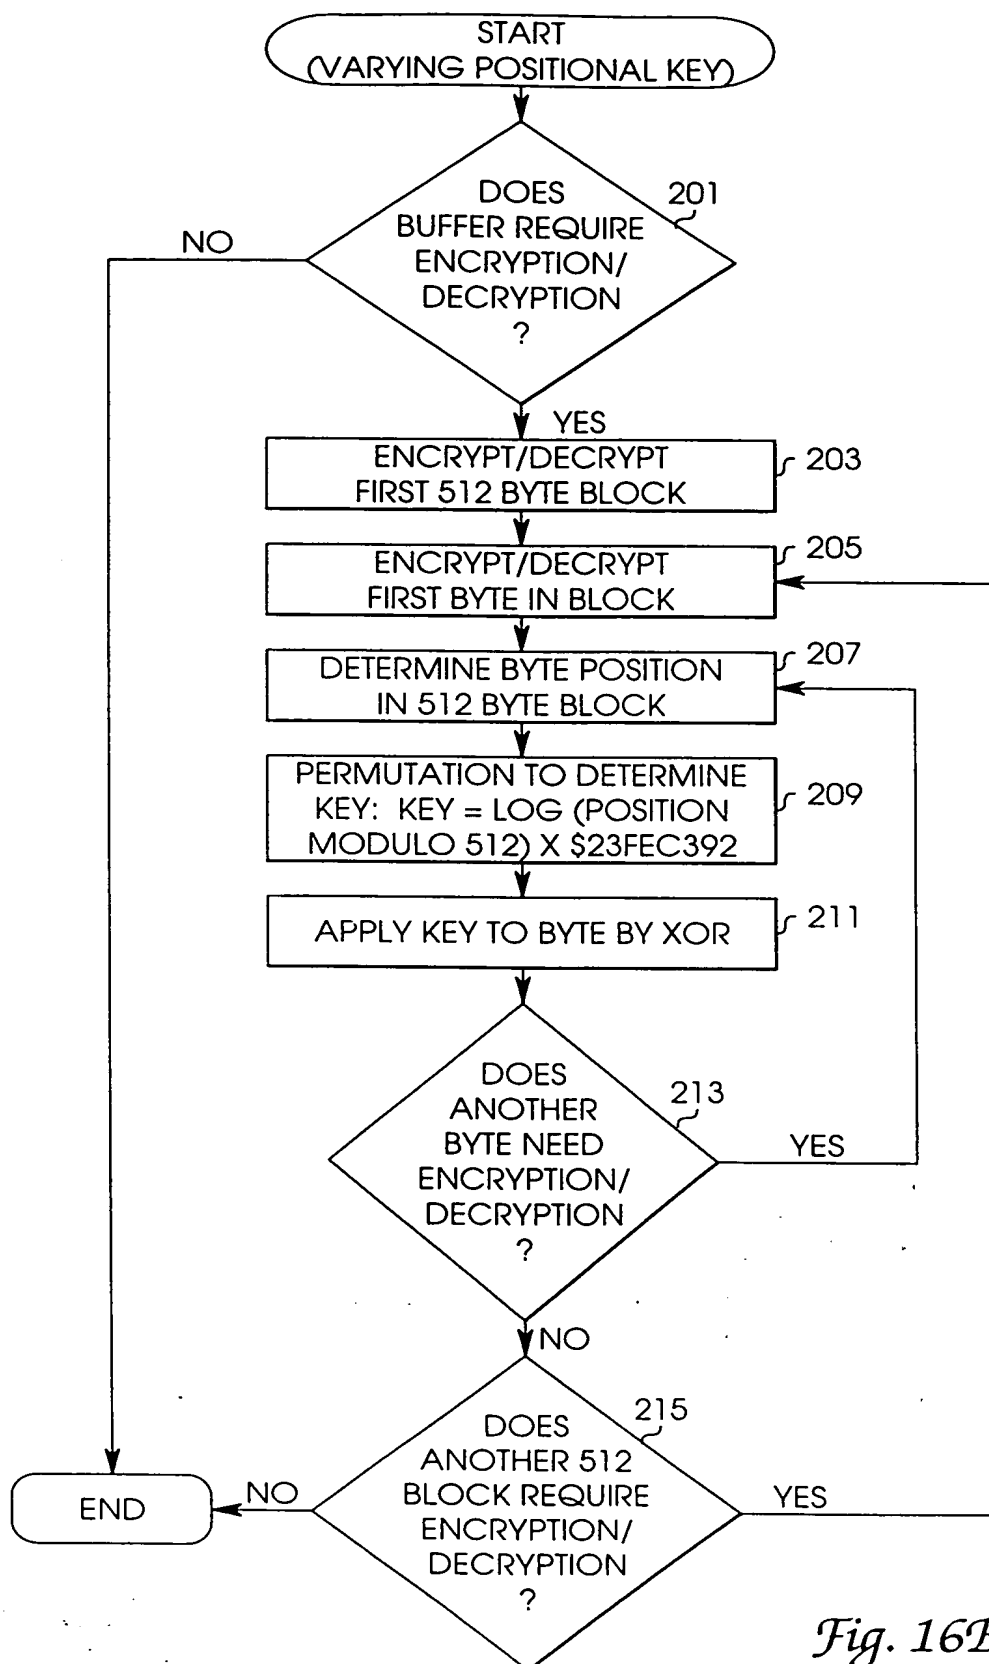 START
(VARYING POSITIONAL KEY)
DOES
BUFFER REQUIRE
ENCRYPTION/
DECRYPTION
?
201
NO
YES
ENCRYPT/DECRYPT
FIRST 512 BYTE BLOCK
203
ENCRYPT/DECRYPT
FIRST BYTE IN BLOCK
205
DETERMINE BYTE POSITION
IN 512 BYTE BLOCK
207
PERMUTATION TO DETERMINE
KEY: KEY = LOG (POSITION
MODULO 512) X $23FEC392
209
APPLY KEY TO BYTE BY XOR
211
DOES
ANOTHER
BYTE NEED
ENCRYPTION/
DECRYPTION
?
213
YES
NO
DOES
ANOTHER 512
BLOCK REQUIRE
ENCRYPTION/
DECRYPTION
?
215
YES
NO
END
Fig.